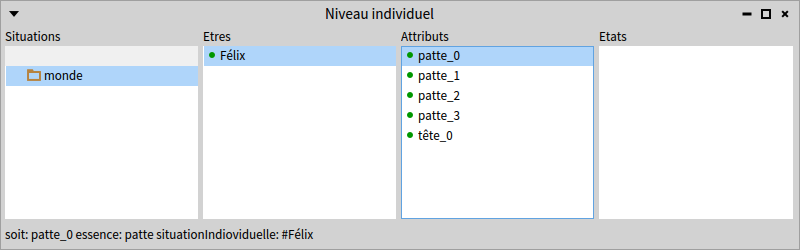 Niveau individuel
Situations Etres Attributs Etats
monde
Félix
patte_0
patte_1
patte_2
patte_3
tête_0
soit: patte_0 essence: patte situationIndioviduelle: #Félix